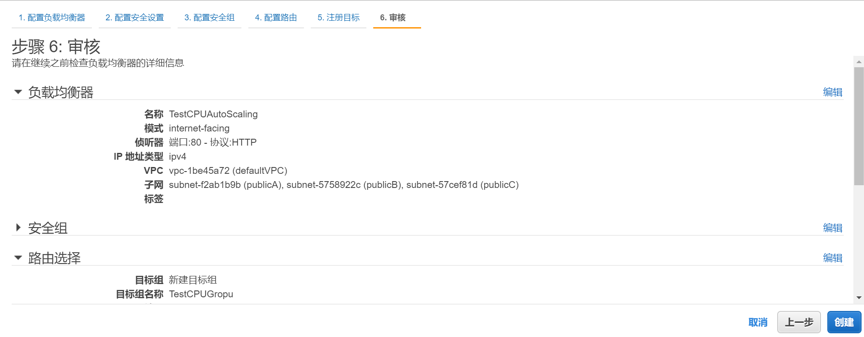 1. 配置负载均衡器 2. 配置安全设置 3. 配置安全组 4. 配置路由 5. 注册目标 6. 审核
步骤 6: 审核
请在继续之前检查负载均衡器的详细信息
负载均衡器 编辑
名称 TestCPUAutoScaling
模式 internet-facing
侦听器 端口:80 - 协议:HTTP
IP 地址类型 ipv4
VPC vpc-1be45a72 (defaultVPC)
子网 subnet-f2ab1b9b (publicA), subnet-5758922c (publicB), subnet-57cef81d (publicC)
标签
安全组 编辑
路由选择 编辑
目标组 新建目标组
目标组名称 TestCPUGropu
取消 上一步 创建